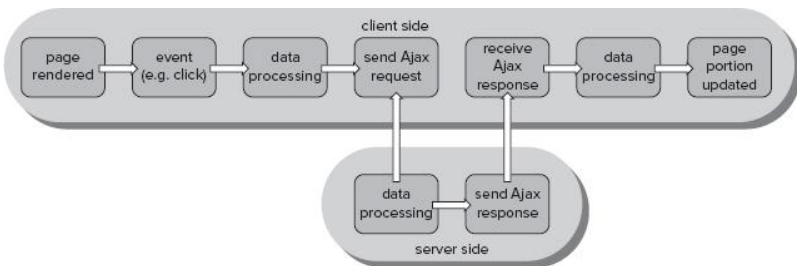 client side
page
rendered
event
(e.g. click)
data
processing
send Ajax
request
receive
Ajax
response
data
processing
page
portion
updated
data
processing
send Ajax
response
server side